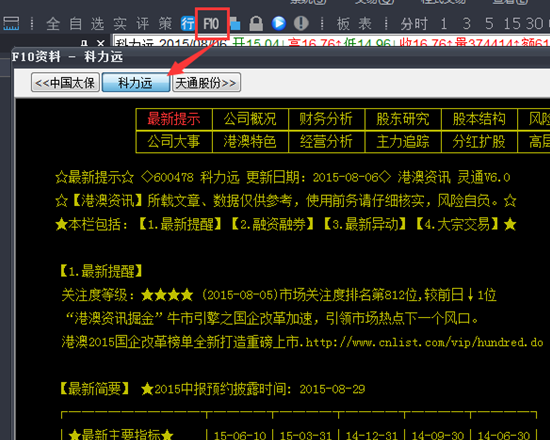 全 自 选 实 评 策 行 F10 板 表 分时 1 3 5 15 30
科力远 2015/08/06 开15.04↓高16.76↑低14.96↓收16.76↑量374414↑额61
F10资料 - 科力远
<<中国太保 科力远 天通股份>>
最新提示 公司概况 财务分析 股东研究 股本结构 风险
公司大事 港澳特色 经营分析 主力追踪 分红扩股 高层
☆最新提示☆ ◇600478 科力远 更新日期：2015-08-06◇ 港澳资讯 灵通V6.0
☆【港澳资讯】所载文章、数据仅供参考，使用前务请仔细核实，风险自负。☆
★本栏包括：【1.最新提醒】【2.融资融券】【3.最新异动】【4.大宗交易】★
【1.最新提醒】
关注度等级：★★★★ (2015-08-05)市场关注度排名第812位,较前日↓1位
“港澳资讯掘金”牛市引擎之国企改革加速，引领市场热点下一个风口。
港澳2015国企改革榜单全新打造重磅上市.http://www.cnlist.com/vip/hundred.do
【最新简要】 ★2015中报预约披露时间：2015-08-29
★最新主要指标★ 15-06-10 15-03-31 14-12-31 14-09-30 14-06-30